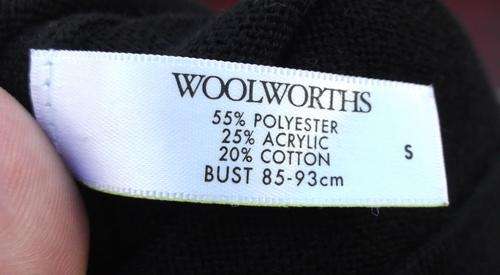 WOOLWORTHS
55% POLYESTER
25% ACRYLIC
20% COTTON
S
BUST 85-93cm